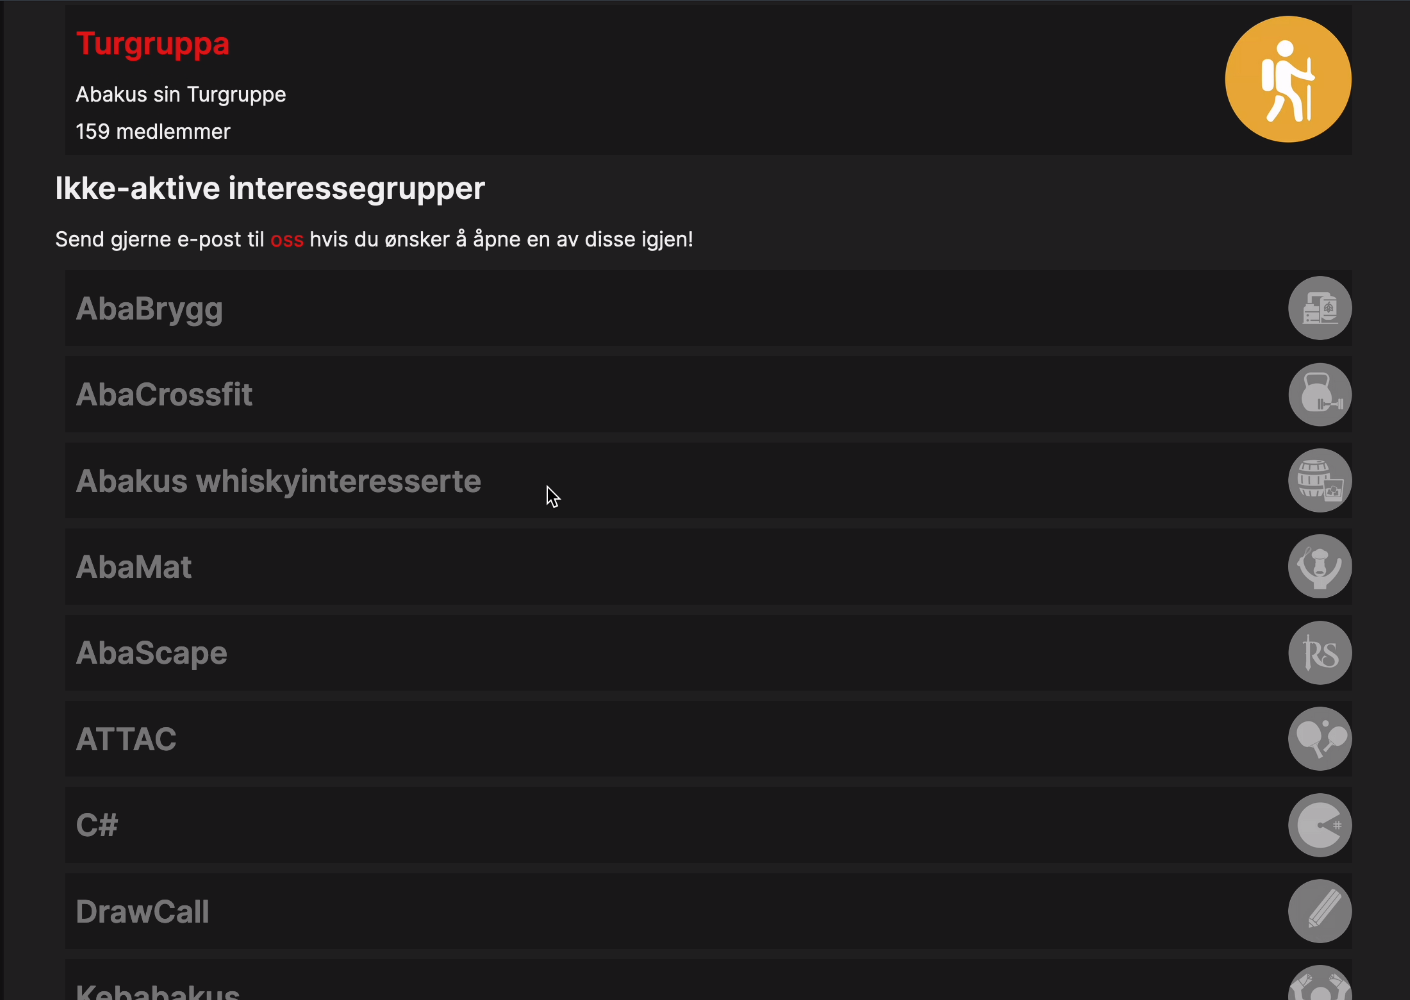 Turgruppa
Abakus sin Turgruppe
159 medlemmer
Ikke-aktive interessegrupper
Send gjerne e-post til oss hvis du ønsker å åpne en av disse igjen!
AbaBrygg
AbaCrossfit
Abakus whiskyinteresserte
AbaMat
AbaScape
RS
ATTAC
C#
#
DrawCall
Kebabakus